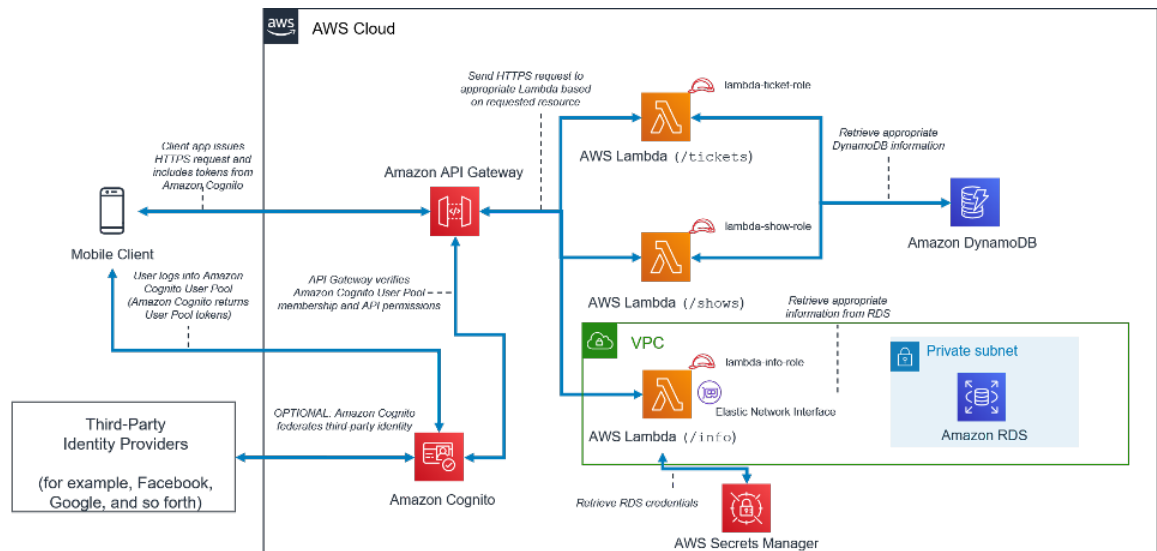 aws
AWS Cloud
Send HTTPS request to
appropriate Lambda based
on requested resource
lambda-ticket-role
AWS Lambda (/tickets)
Retrieve appropriate
DynamoDB information
Client app issues
HTTPS request and
includes tokens from
Amazon Cognito
Amazon API Gateway
Mobile Client
lambda-show-role
AWS Lambda (/shows)
Amazon DynamoDB
User logs into Amazon
Cognito User Pool
(Amazon Cognito returns
User Pool tokens)
API Gateway verifies
Amazon Cognito User Pool
membership and API permissions
Retrieve appropriate
information from RDS
VPC
lambda-info-role
Elastic Network Interface
AWS Lambda (/info)
Private subnet
Amazon RDS
Third-Party
Identity Providers
(for example, Facebook,
Google, and so forth)
OPTIONAL: Amazon Cognito
federates third-party identity
Amazon Cognito
Retrieve RDS credentials
AWS Secrets Manager